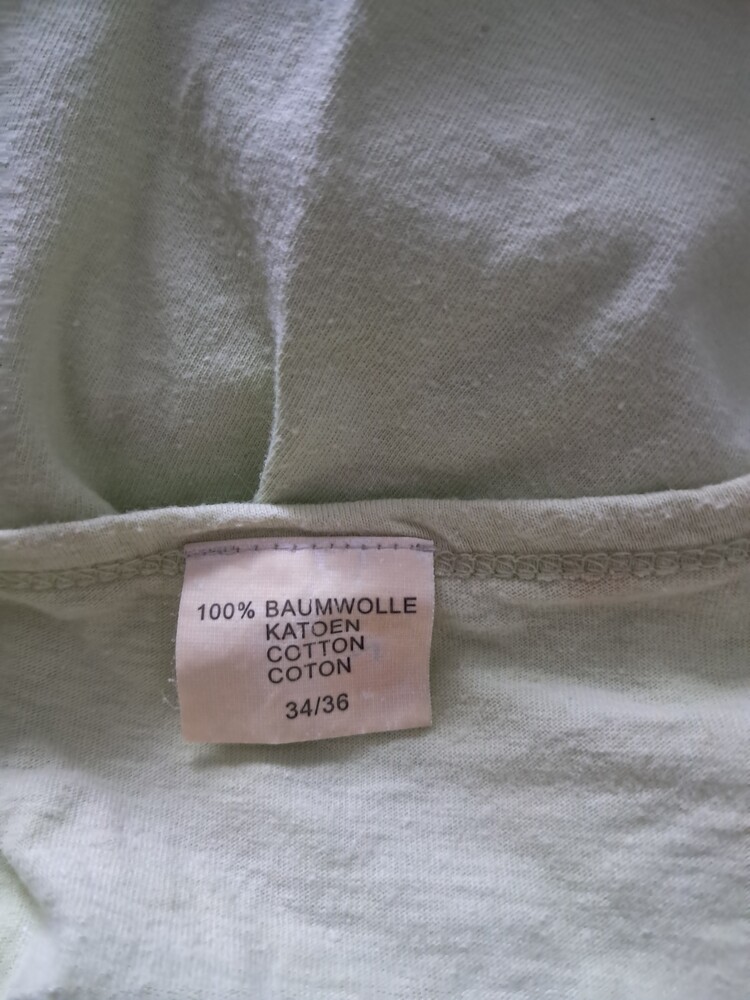 100% BAUMWOLLE
KATOEN
COTTON
COTON
34/36